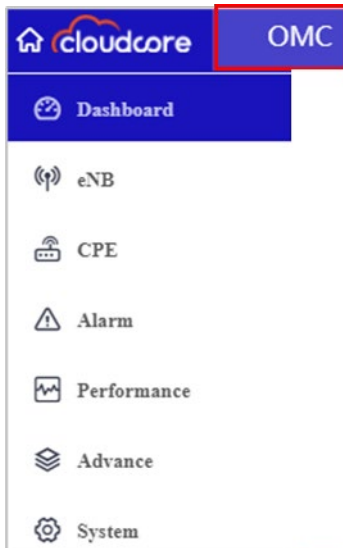 cloudcore OMC
Dashboard
eNB
CPE
Alarm
Performance
Advance
System